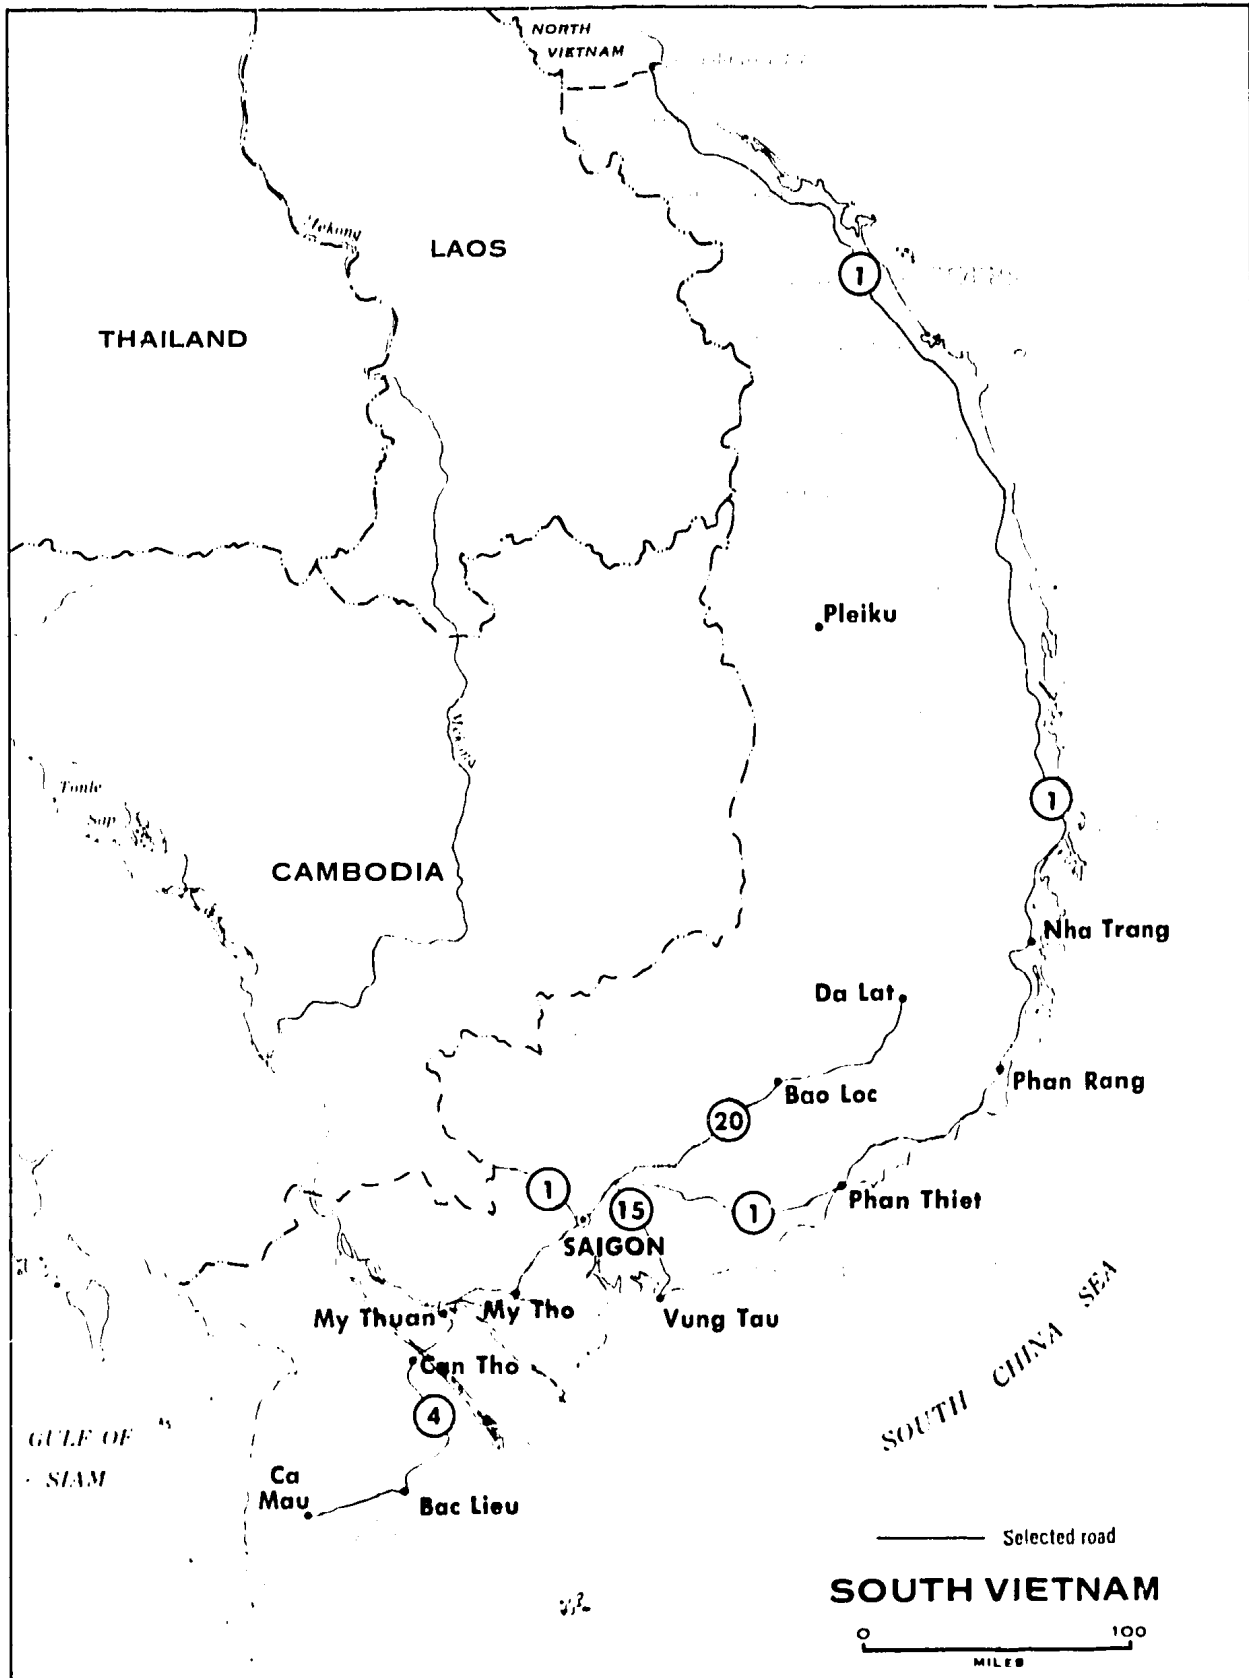 NORTH
VIETNAM
Mekong
LAOS
1
THAILAND
Pleiku
Mekong
Tonle
Sap
1
CAMBODIA
Nha Trang
Da Lat
Phan Rang
Bao Loc
20
1
15
1
Phan Thiet
SAIGON
My Thuan
My Tho
Vung Tau
Can Tho
4
SOUTH CHINA SEA
GULF OF
SIAM
Ca
Mau
Bac Lieu
Selected road
SOUTH VIETNAM
0 100
MILES